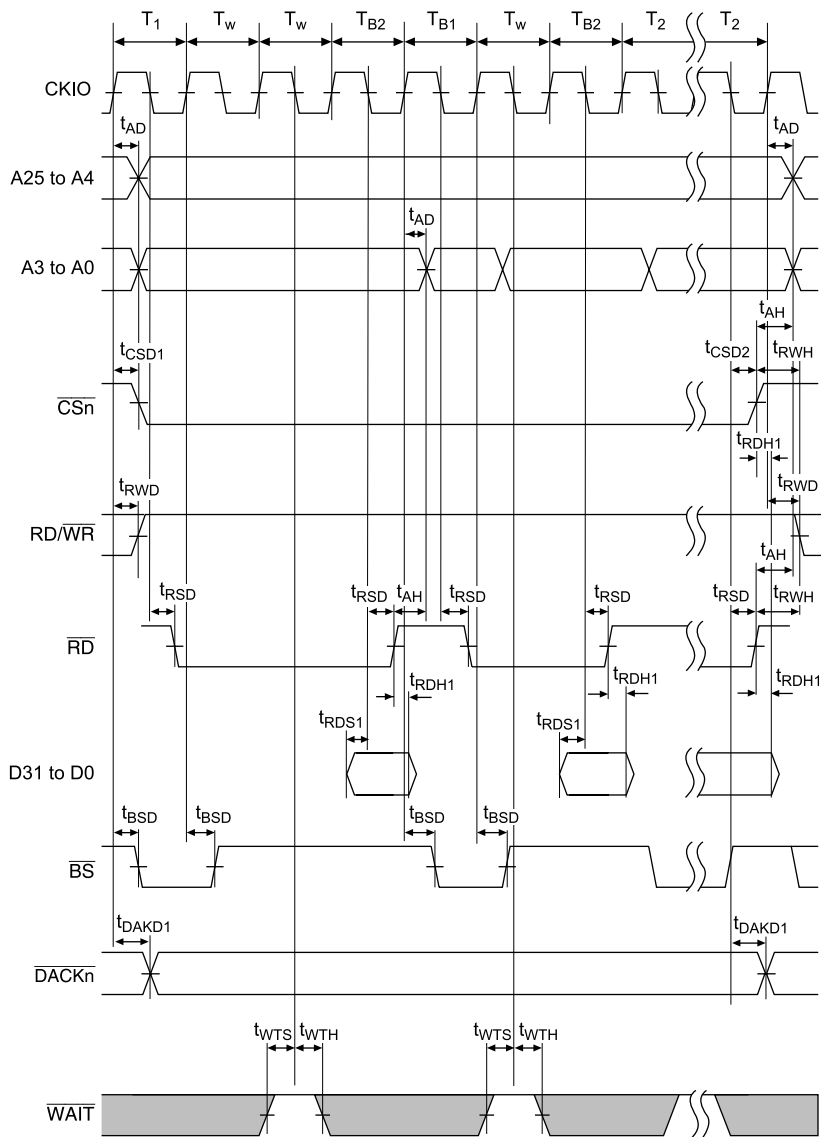 T1 Tw Tw TB2 TB1 Tw TB2 T2 T2
CKIO
tAD tAD
A25 to A4
tAD
A3 to A0
tAH
tCSD1 tCSD2 tRWH
CSn
tRDH1
tRWD tRWD
RD/WR
tAH
tRSD tRSD tAH tRSD tRSD tRSD tRWH
RD
tRDH1 tRDH1 tRDH1
tRDS1 tRDS1
D31 to D0
tBSD tBSD tBSD tBSD
BS
tDAKD1 tDAKD1
DACKn
tWTS tWTH tWTS tWTH
WAIT